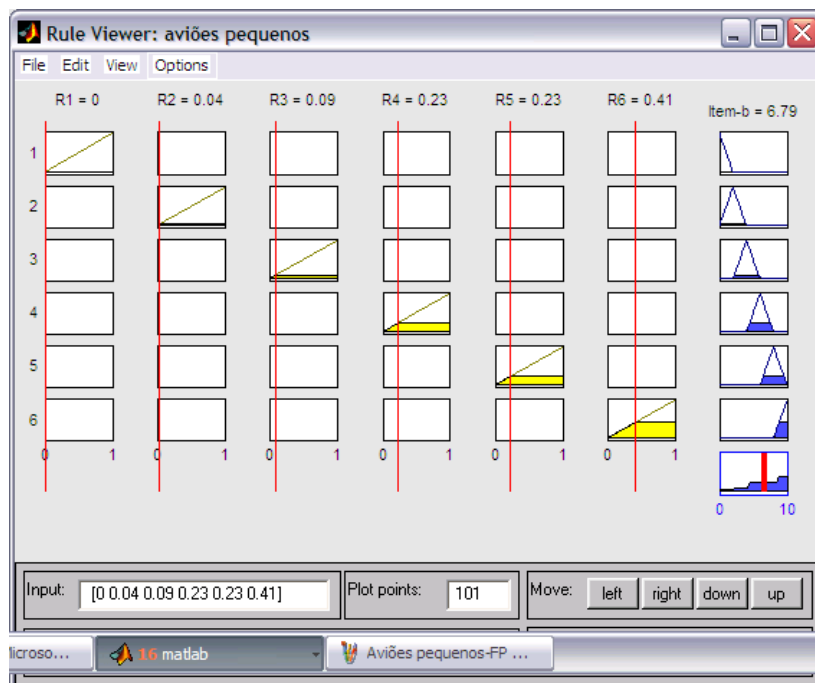 Rule Viewer: aviões pequenos
File Edit View Options
R1 = 0 R2 = 0.04 R3 = 0.09 R4 = 0.23 R5 = 0.23 R6 = 0.41 Item-b = 6.79
1
2
3
4
5
6
0 1 0 1 0 1 0 1 0 1 0 1
0 10
Input: [0 0.04 0.09 0.23 0.23 0.41] Plot points: 101 Move: left right down up
Microso... 16 matlab Aviões pequenos-FP ...